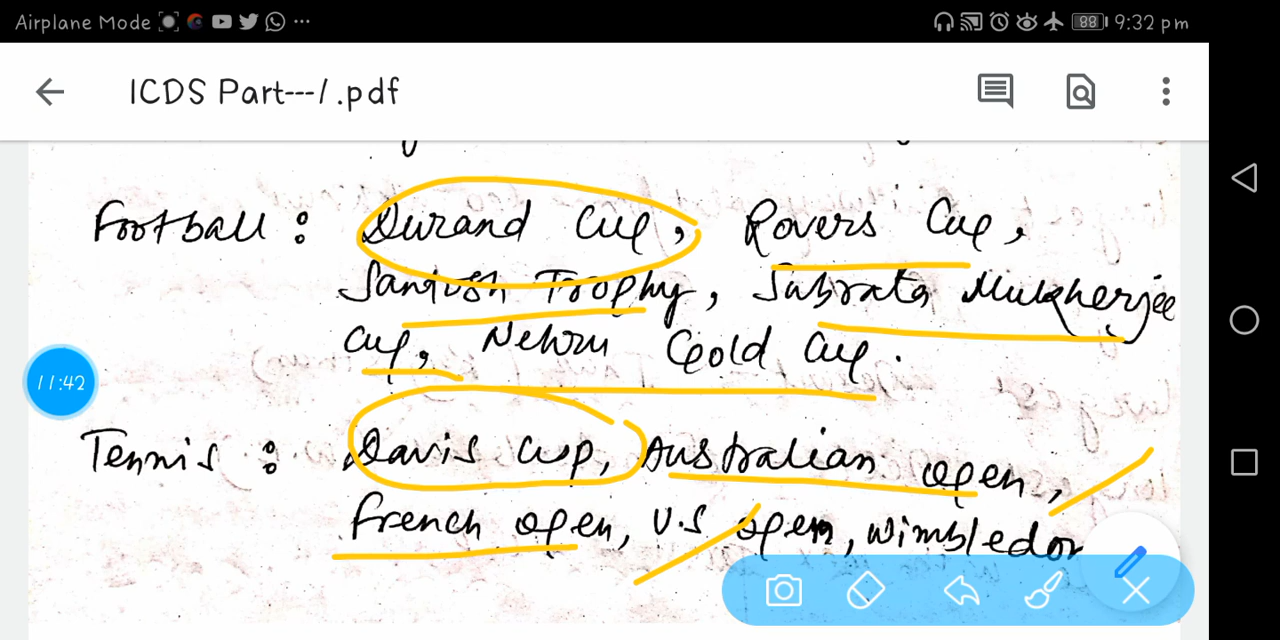 Airplane Mode ... 88 9:32 pm
ICDS Part---1 .pdf
Football : Durand Cup, Rovers Cup,
Santosh Trophy, Subrata Mukherjee
Cup, Nehru Gold Cup.
11:42
Tennis : Davis Cup, Australian open,
french open, U.S open, Wimbledon